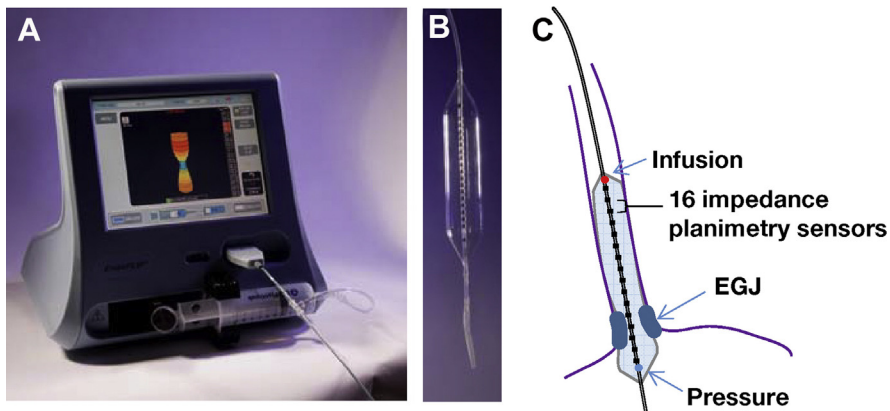 A
B
C
Infusion
16 impedance
planimetry sensors
EGJ
Pressure